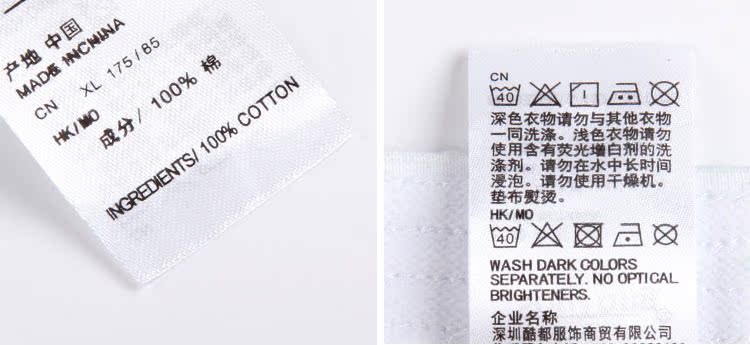 产地 中国
MADE IN CHINA
CN XL 175/85
HK/MO
成分/ 100% 棉
INGREDIENTS/ 100% COTTON
CN
40
深色衣物请勿与其他衣物
一同洗涤。浅色衣物请勿
使用含有荧光增白剂的洗
涤剂。请勿在水中长时间
浸泡。请勿使用干燥机。
垫布熨烫。
HK/MO
40
WASH DARK COLORS
SEPARATELY. NO OPTICAL
BRIGHTENERS.
企业名称
深圳酷都服饰商贸有限公司